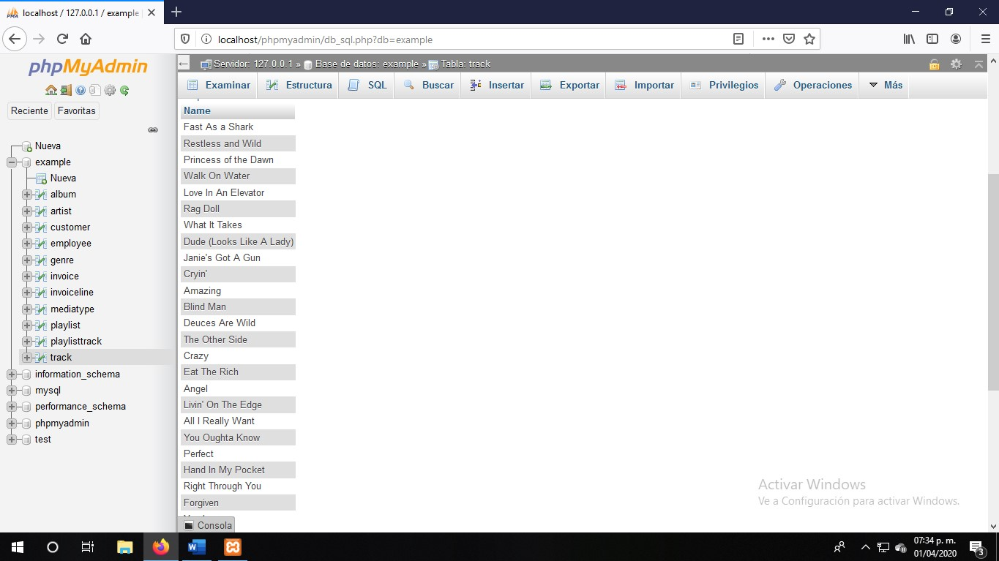 localhost / 127.0.0.1 / example
localhost/phpmyadmin/db_sql.php?db=example
phpMyAdmin
Reciente
Favoritas
Nueva
example
Nueva
album
artist
customer
employee
genre
invoice
invoiceline
mediatype
playlist
playlisttrack
track
information_schema
mysql
performance_schema
phpmyadmin
test
Servidor: 127.0.0.1 » Base de datos: example » Tabla: track
Examinar Estructura SQL Buscar Insertar Exportar Importar Privilegios Operaciones Más
Name
Fast As a Shark
Restless and Wild
Princess of the Dawn
Walk On Water
Love In An Elevator
Rag Doll
What It Takes
Dude (Looks Like A Lady)
Janie's Got A Gun
Cryin'
Amazing
Blind Man
Deuces Are Wild
The Other Side
Crazy
Eat The Rich
Angel
Livin' On The Edge
All I Really Want
You Oughta Know
Perfect
Hand In My Pocket
Right Through You
Forgiven
Consola
Activar Windows
Ve a Configuración para activar Windows.
07:34 p. m.
01/04/2020
3